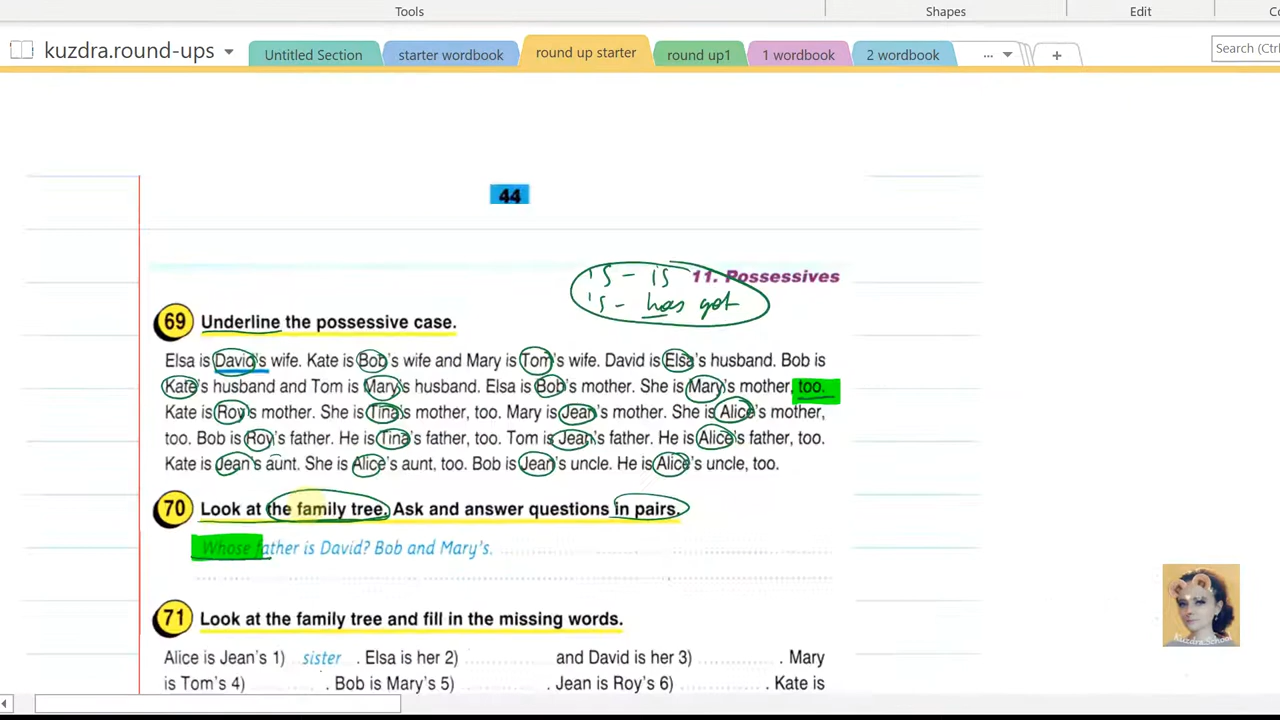 Tools Shapes Edit Co
kuzdra.round-ups Untitled Section starter wordbook round up starter round up1 1 wordbook 2 wordbook ... + Search (Ctrl
44
's - is 11. Possessives
's - has got
69 Underline the possessive case.
Elsa is David's wife. Kate is Bob's wife and Mary is Tom's wife. David is Elsa's husband. Bob is
Kate's husband and Tom is Mary's husband. Elsa is Bob's mother. She is Mary's mother, too.
Kate is Roy's mother. She is Tina's mother, too. Mary is Jean's mother. She is Alice's mother,
too. Bob is Roy's father. He is Tina's father, too. Tom is Jean's father. He is Alice's father, too.
Kate is Jean's aunt. She is Alice's aunt, too. Bob is Jean's uncle. He is Alice's uncle, too.
70 Look at the family tree. Ask and answer questions in pairs.
Whose father is David? Bob and Mary's.
71 Look at the family tree and fill in the missing words.
Alice is Jean's 1) sister . Elsa is her 2) and David is her 3) . Mary
is Tom's 4) . Bob is Mary's 5) . Jean is Roy's 6) . Kate is
Kuzdra.School